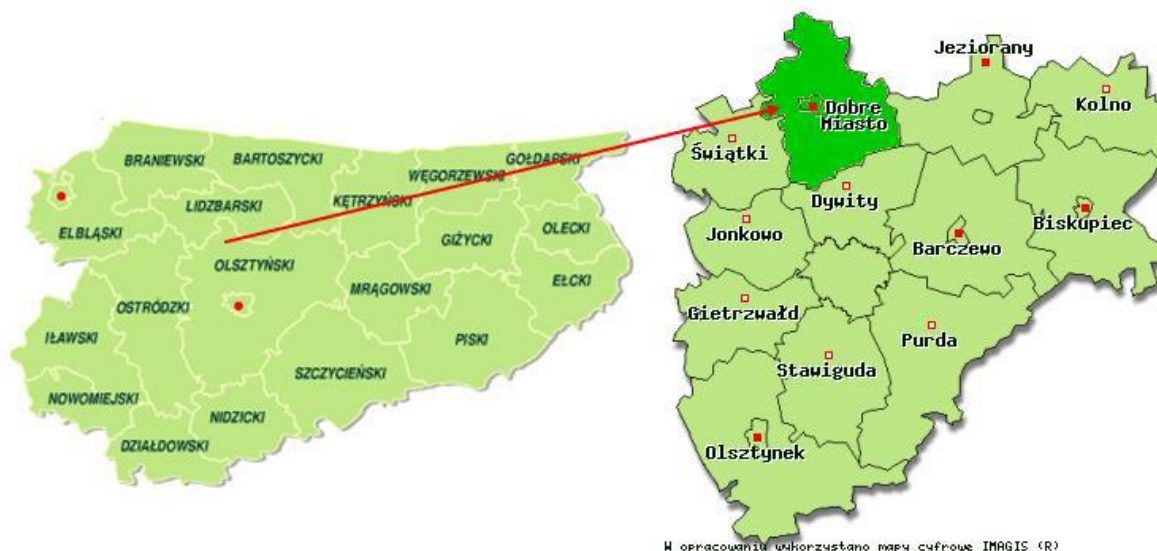 BRANIEWSKI
BARTOSZYCKI
GOŁDAPSKI
WĘGORZEWSKI
LIDZBARSKI
KĘTRZYŃSKI
ELBLĄSKI
GIŻYCKI
OLECKI
OLSZTYŃSKI
EŁCKI
MRĄGOWSKI
OSTRÓDZKI
IŁAWSKI
PISKI
SZCZYCIEŃSKI
NOWOMIEJSKI
NIDZICKI
DZIAŁDOWSKI
Jeziorany
Kolno
Dobre
Miasto
Świątki
Dywity
Biskupiec
Jonkowo
Barczewo
Gietrzwałd
Purda
Stawiguda
Olsztynek
W opracowaniu wykorzystano mapy cyfrowe IMAGIS (R)